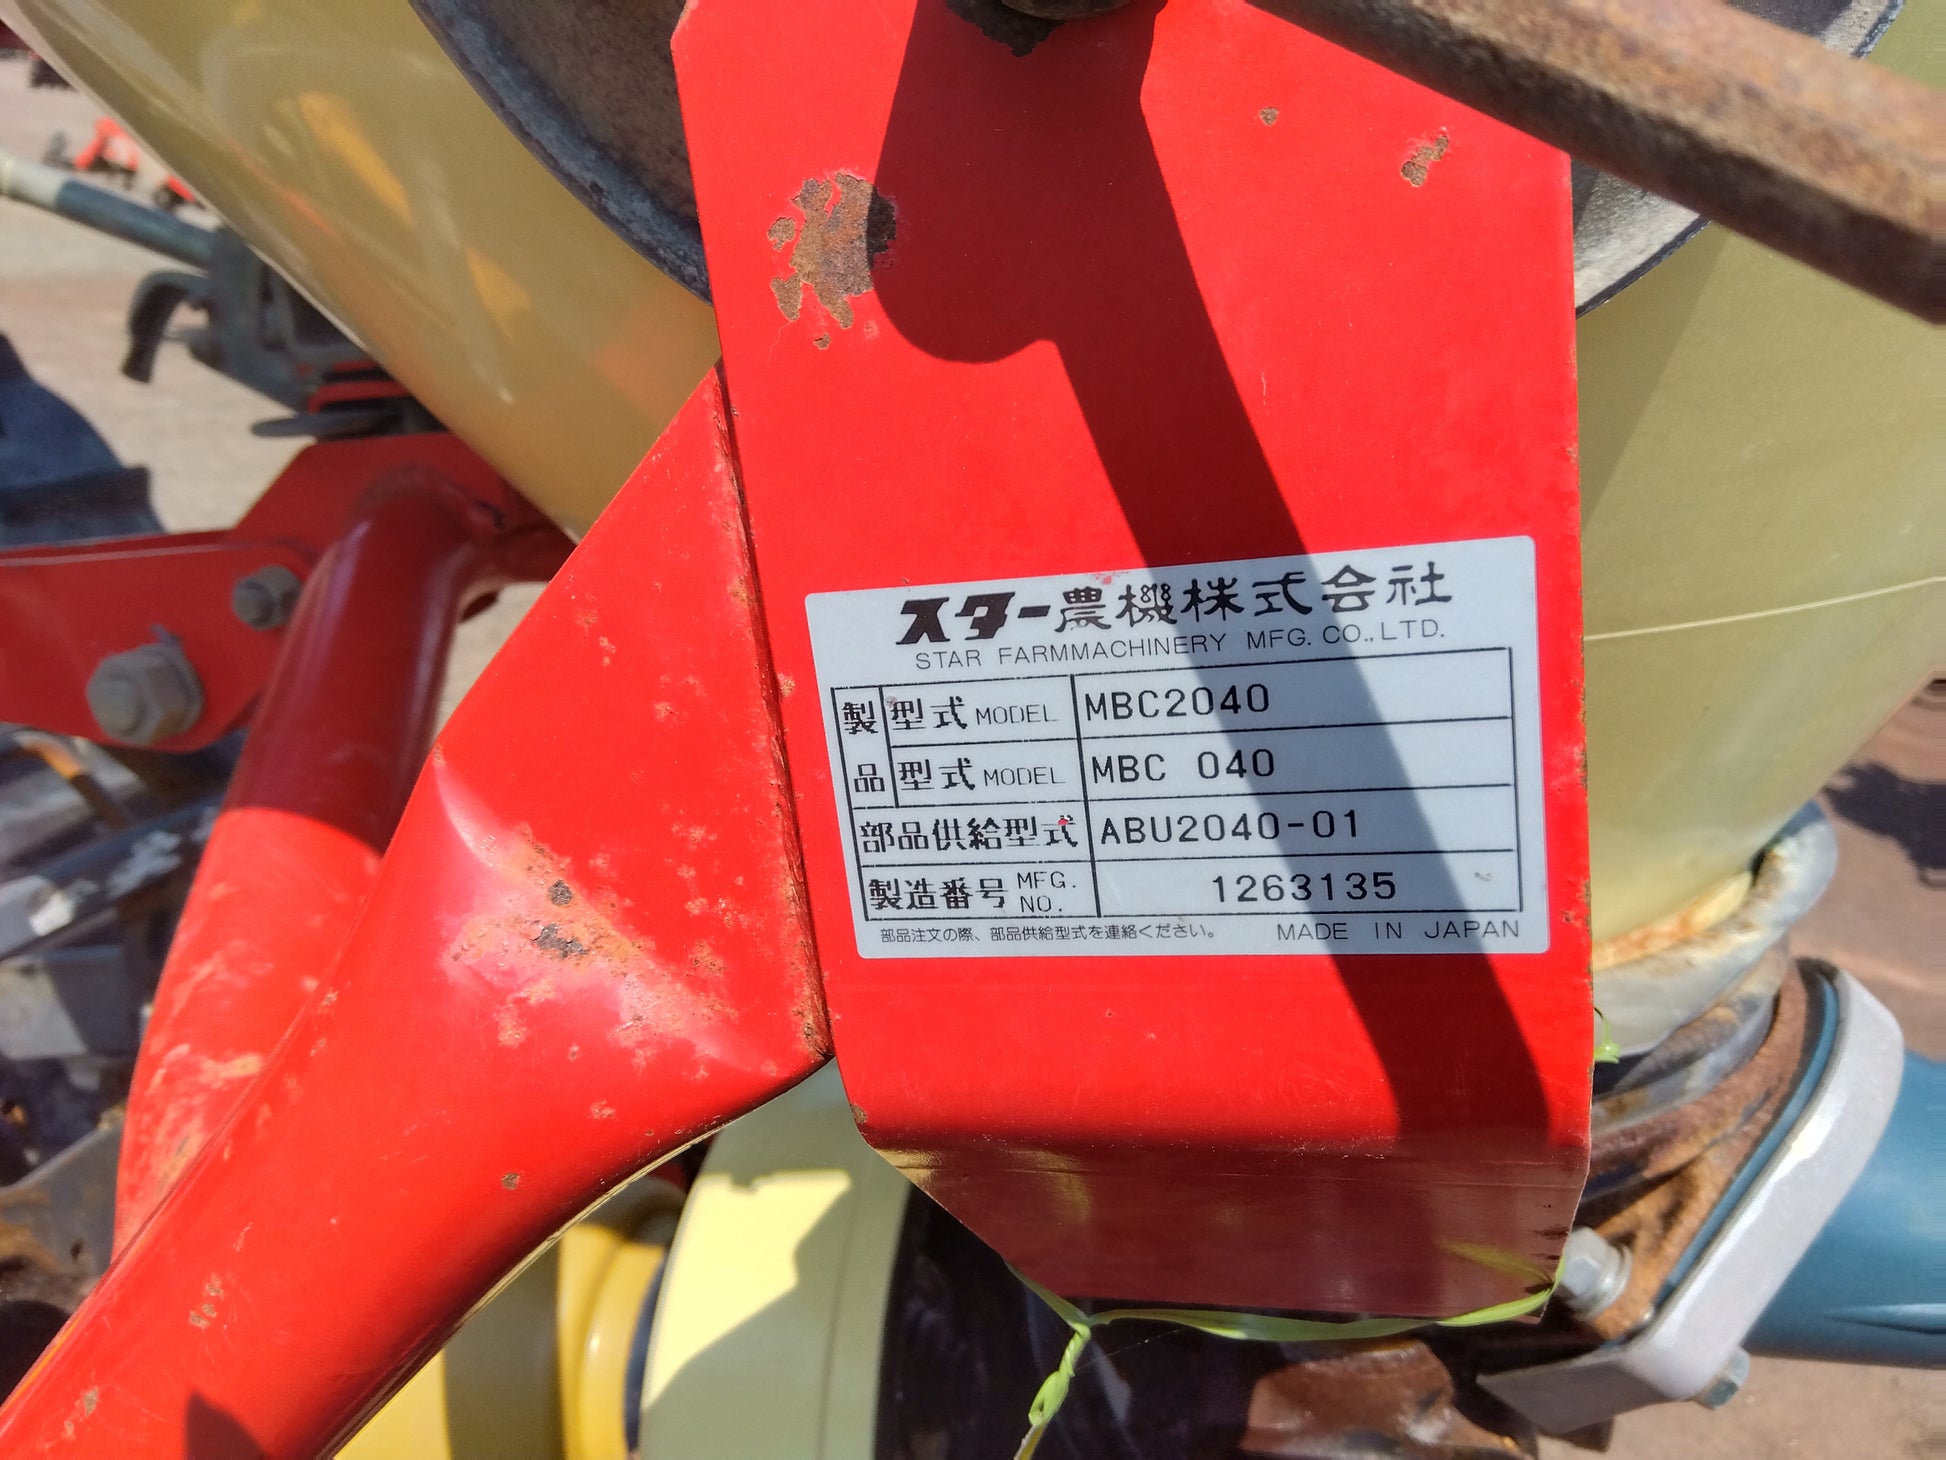 スター農機株式会社
STAR FARMMACHINERY MFG. CO., LTD.
製品 型式 MODEL MBC2040
型式 MODEL MBC 040
部品供給型式 ABU2040-01
製造番号 MFG. NO. 1263135
部品注文の際、部品供給型式を連絡ください。 MADE IN JAPAN